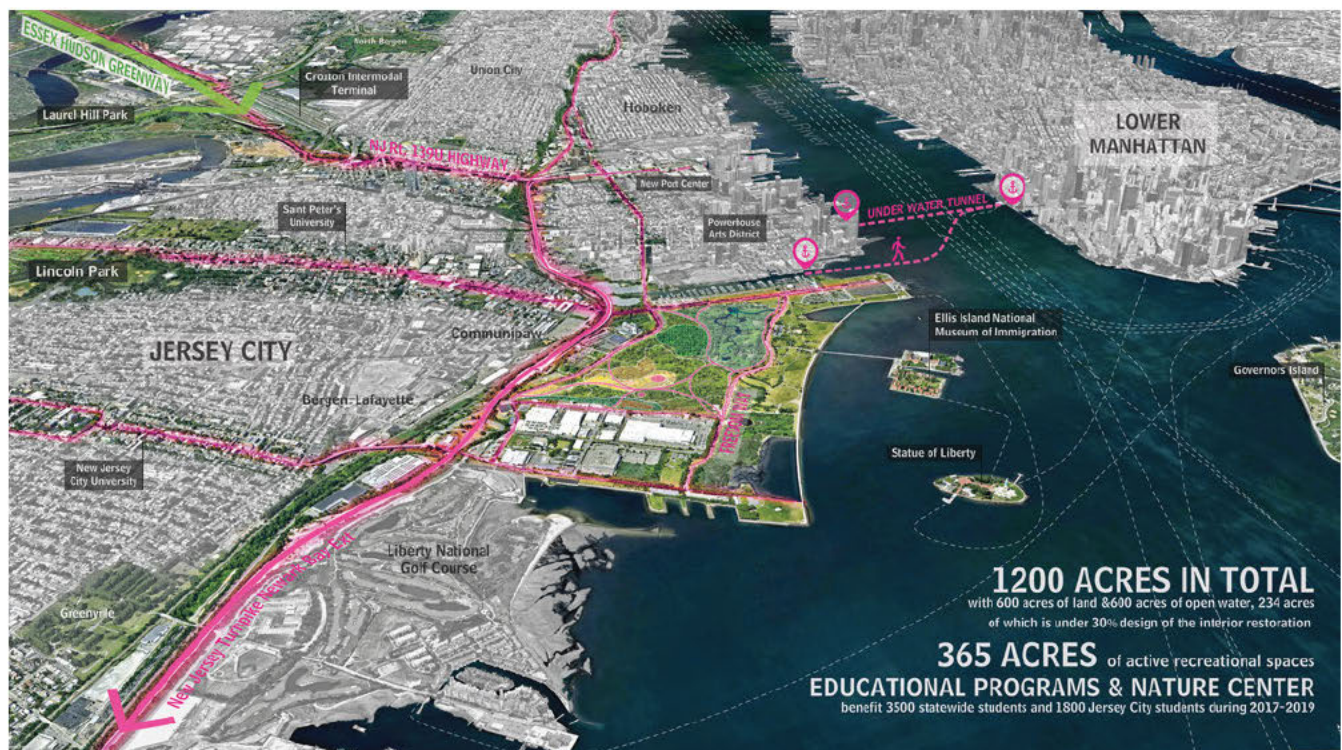 ESSEX HUDSON GREENWAY
North Bergen
Union City
Croxton Intermodal
Terminal
Laurel Hill Park
Hoboken
Hudson River
LOWER
MANHATTAN
NJ Rt. 139U HIGHWAY
New Port Center
Saint Peter's
University
Powerhouse
Arts District
UNDER WATER TUNNEL
Lincoln Park
Ellis Island National
Museum of Immigration
Communipaw
JERSEY CITY
Governors Island
Bergen-Lafayette
New Jersey
City University
Statue of Liberty
Liberty National
Golf Course
New Jersey Turnpike Newark Bay Ext
Greenville
1200 ACRES IN TOTAL
with 600 acres of land &600 acres of open water, 234 acres
of which is under 30% design of the interior restoration
365 ACRES of active recreational spaces
EDUCATIONAL PROGRAMS & NATURE CENTER
benefit 3500 statewide students and 1800 Jersey City students during 2017-2019